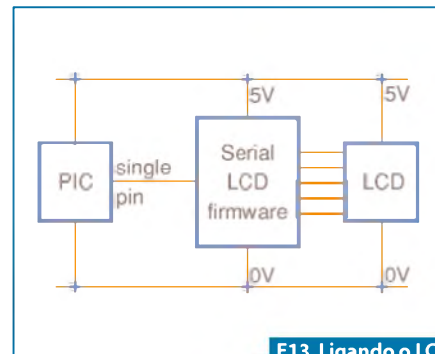 5V
5V
PIC
single
pin
Serial
LCD
firmware
LCD
0V
0V
F13. Ligando o LC